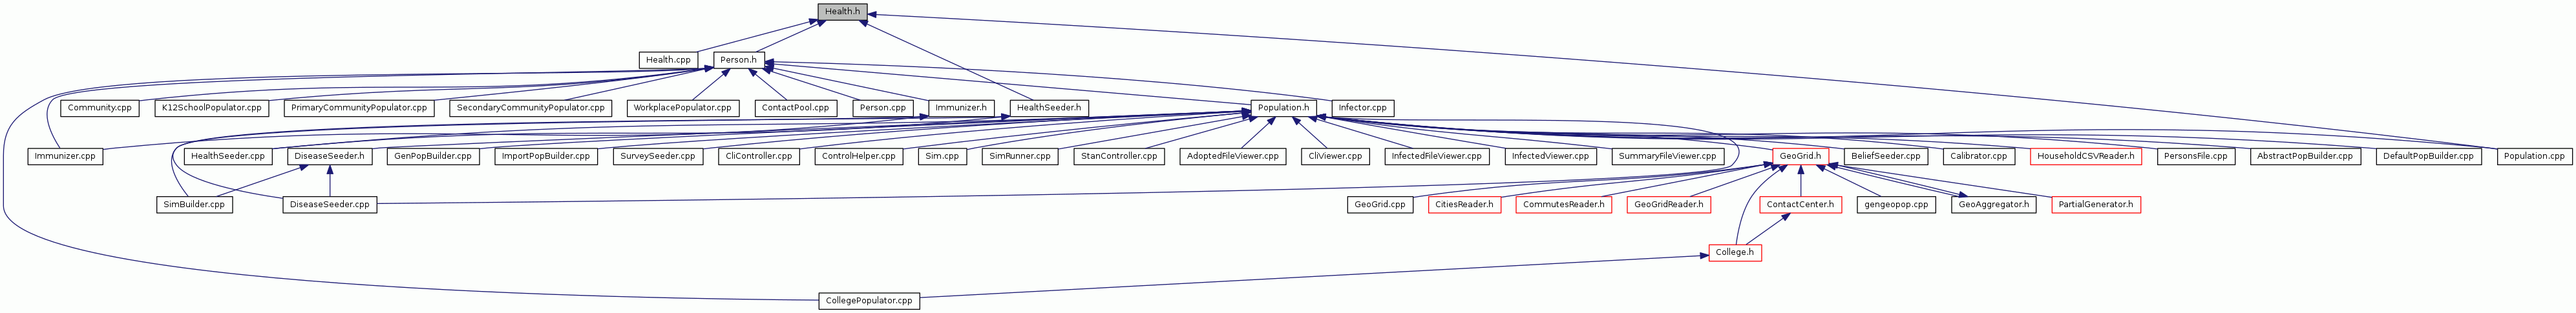 Health.h
Health.cpp
Person.h
Community.cpp
K12SchoolPopulator.cpp
PrimaryCommunityPopulator.cpp
SecondaryCommunityPopulator.cpp
WorkplacePopulator.cpp
ContactPool.cpp
Person.cpp
Immunizer.h
HealthSeeder.h
Population.h
Infector.cpp
Immunizer.cpp
HealthSeeder.cpp
DiseaseSeeder.h
GenPopBuilder.cpp
ImportPopBuilder.cpp
SurveySeeder.cpp
CliController.cpp
ControlHelper.cpp
Sim.cpp
SimRunner.cpp
StanController.cpp
AdoptedFileViewer.cpp
CliViewer.cpp
InfectedFileViewer.cpp
InfectedViewer.cpp
SummaryFileViewer.cpp
GeoGrid.h
BeliefSeeder.cpp
Calibrator.cpp
HouseholdCSVReader.h
PersonsFile.cpp
AbstractPopBuilder.cpp
DefaultPopBuilder.cpp
Population.cpp
SimBuilder.cpp
DiseaseSeeder.cpp
GeoGrid.cpp
CitiesReader.h
CommutesReader.h
GeoGridReader.h
ContactCenter.h
gengeopop.cpp
GeoAggregator.h
PartialGenerator.h
College.h
CollegePopulator.cpp